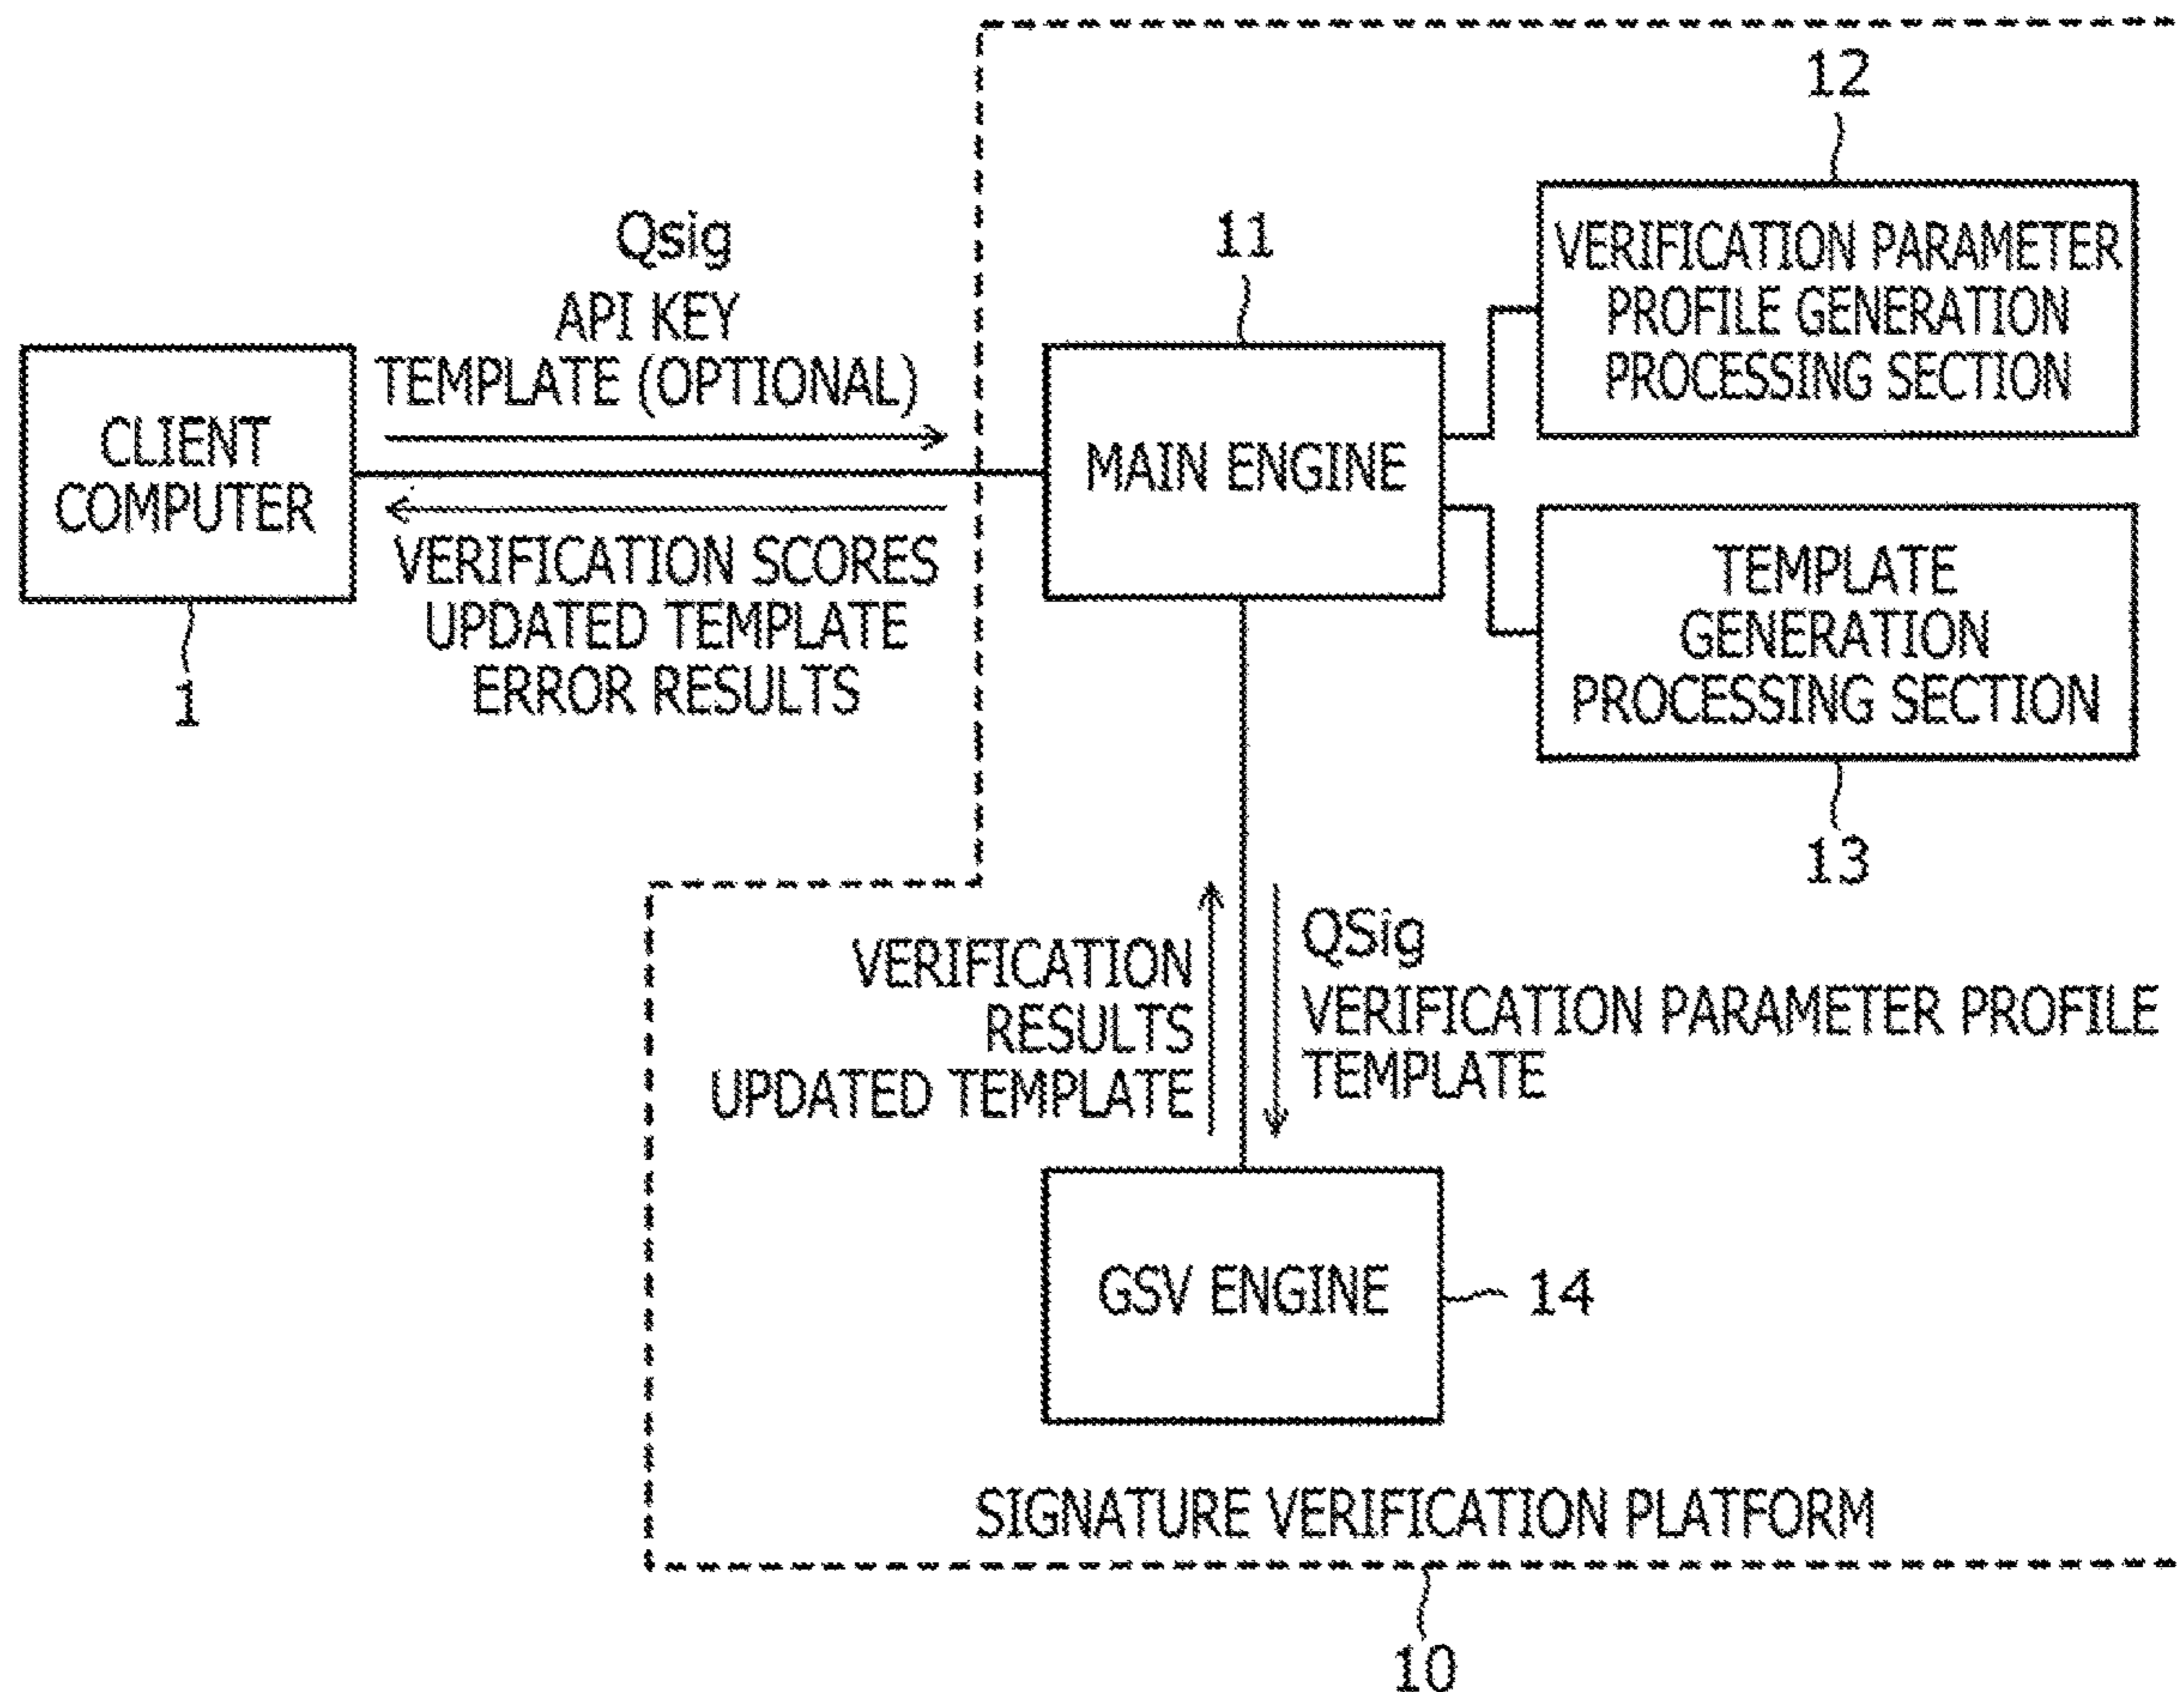 12
VERIFICATION PARAMETER
PROFILE GENERATION
PROCESSING SECTION
11
Qsig
API KEY
TEMPLATE (OPTIONAL)
CLIENT
COMPUTER
1
VERIFICATION SCORES
UPDATED TEMPLATE
ERROR RESULTS
MAIN ENGINE
TEMPLATE
GENERATION
PROCESSING SECTION
13
VERIFICATION
RESULTS
UPDATED TEMPLATE
QSig
VERIFICATION PARAMETER PROFILE
TEMPLATE
GSV ENGINE
14
SIGNATURE VERIFICATION PLATFORM
10